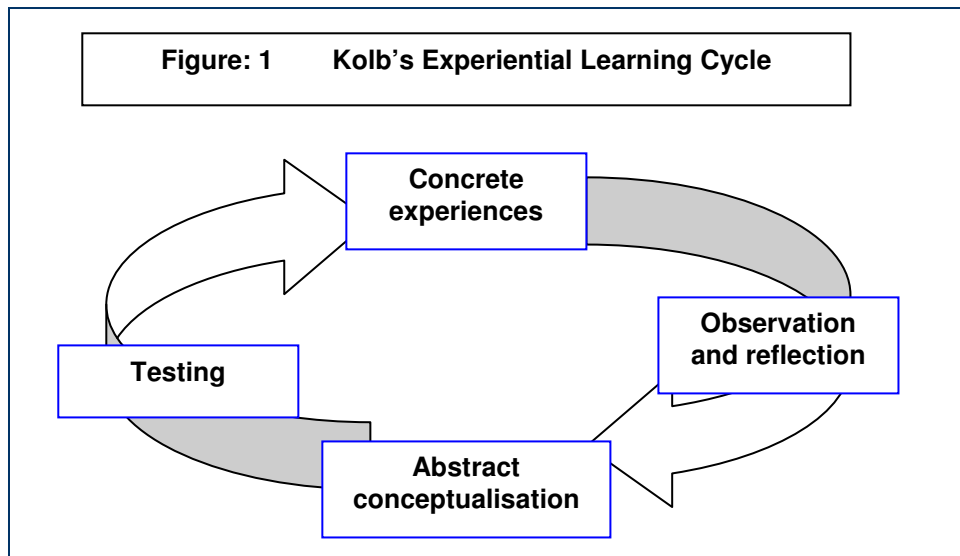 Figure: 1 Kolb's Experiential Learning Cycle
Concrete
experiences
Observation
and reflection
Testing
Abstract
conceptualisation